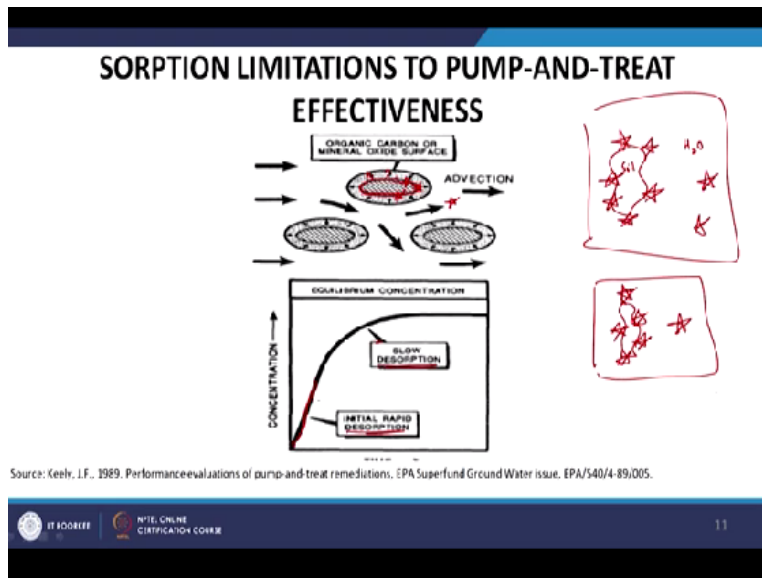 SORPTION LIMITATIONS TO PUMP-AND-TREAT
EFFECTIVENESS
ORGANIC CARBON OR
MINERAL OXIDE SURFACE
ADVECTION
Soil
H₂O
EQUILIBRIUM CONCENTRATION
CONCENTRATION
SLOW
DESORPTION
INITIAL RAPID
DESORPTION
Source: Keely, J.F., 1989. Performance evaluations of pump-and-treat remediations. EPA Superfund Ground Water issue. EPA/540/4-89/005.
IIT ROORKEE
NPTEL ONLINE
CERTIFICATION COURSE
11